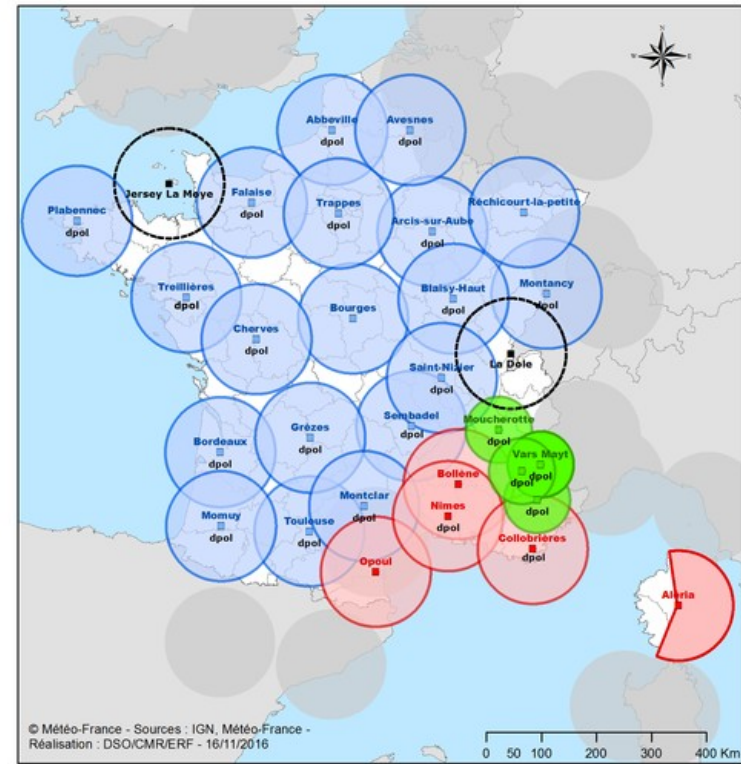 N
W E
S
Abbeville
dpol
Avesnes
dpol
Jersey La Moye
Plabennec
dpol
Falaise
dpol
Trappes
dpol
Arcis-sur-Aube
dpol
Réchicourt-la-petite
Treillières
dpol
Cherves
dpol
Bourges
Blaisy-Haut
dpol
Montancy
dpol
La Dole
Saint-Nizier
dpol
Sembadel
dpol
Moucherotte
dpol
Bordeaux
dpol
Grèzes
dpol
Vars Mayt
dpol
dpol
dpol
Bollène
Nîmes
dpol
Momuy
dpol
Toulouse
dpol
Montclar
dpol
Collobrières
dpol
Opoul
Aléria
© Météo-France - Sources : IGN, Météo-France -
Réalisation : DSO/CMR/ERF - 16/11/2016
0 50 100 200 300 400 Km